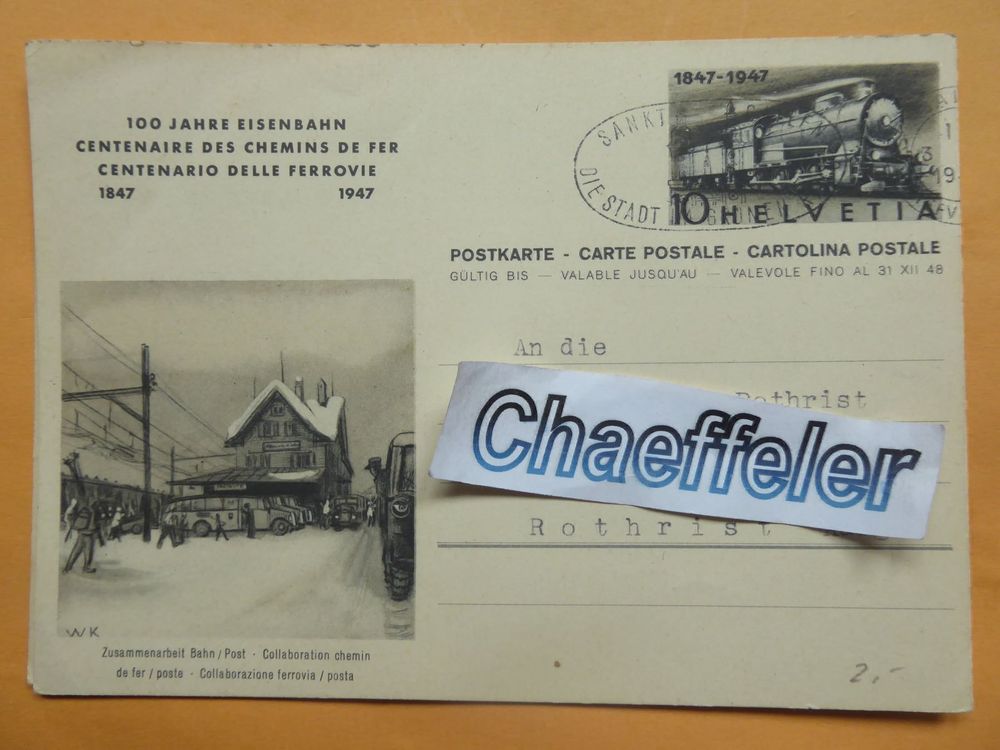 100 JAHRE EISENBAHN
CENTENAIRE DES CHEMINS DE FER
CENTENARIO DELLE FERROVIE
1847 1947
1847-1947
SANKT
DIE STADT
10 HELVETIA
POSTKARTE - CARTE POSTALE - CARTOLINA POSTALE
GÜLTIG BIS — VALABLE JUSQU'AU — VALEVOLE FINO AL 31 XII 48
An die
Rothrist
Chaeffeler
Rothrist
WK
Zusammenarbeit Bahn / Post · Collaboration chemin
de fer / poste · Collaborazione ferrovia / posta
2,-